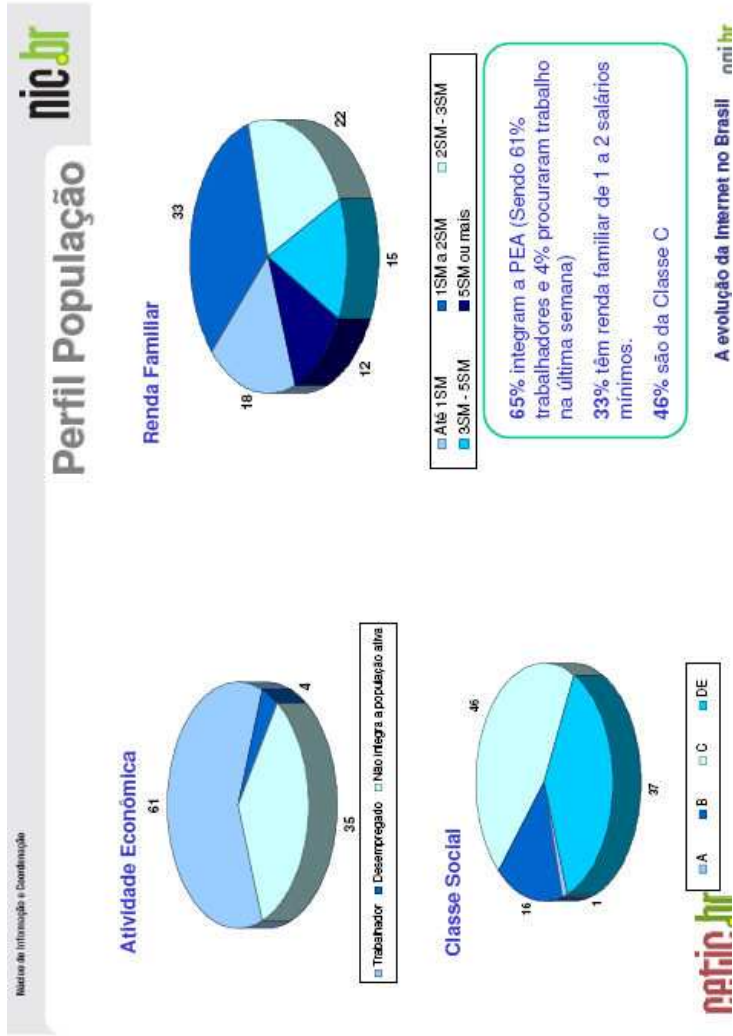 Núcleo de Informação e Coordenação
nic.br
Perfil População
Atividade Econômica
61
4
35
Trabalhador Desempregado Não integra a população ativa
Renda Familiar
33
22
15
12
18
Até 1SM 1SM a 2SM 2SM - 3SM
3SM - 5SM 5SM ou mais
Classe Social
46
37
1
16
A B C DE
65% integram a PEA (Sendo 61%
trabalhadores e 4% procuraram trabalho
na última semana)
33% têm renda familiar de 1 a 2 salários
mínimos.
46% são da Classe C
cetic.br
A evolução da Internet no Brasil